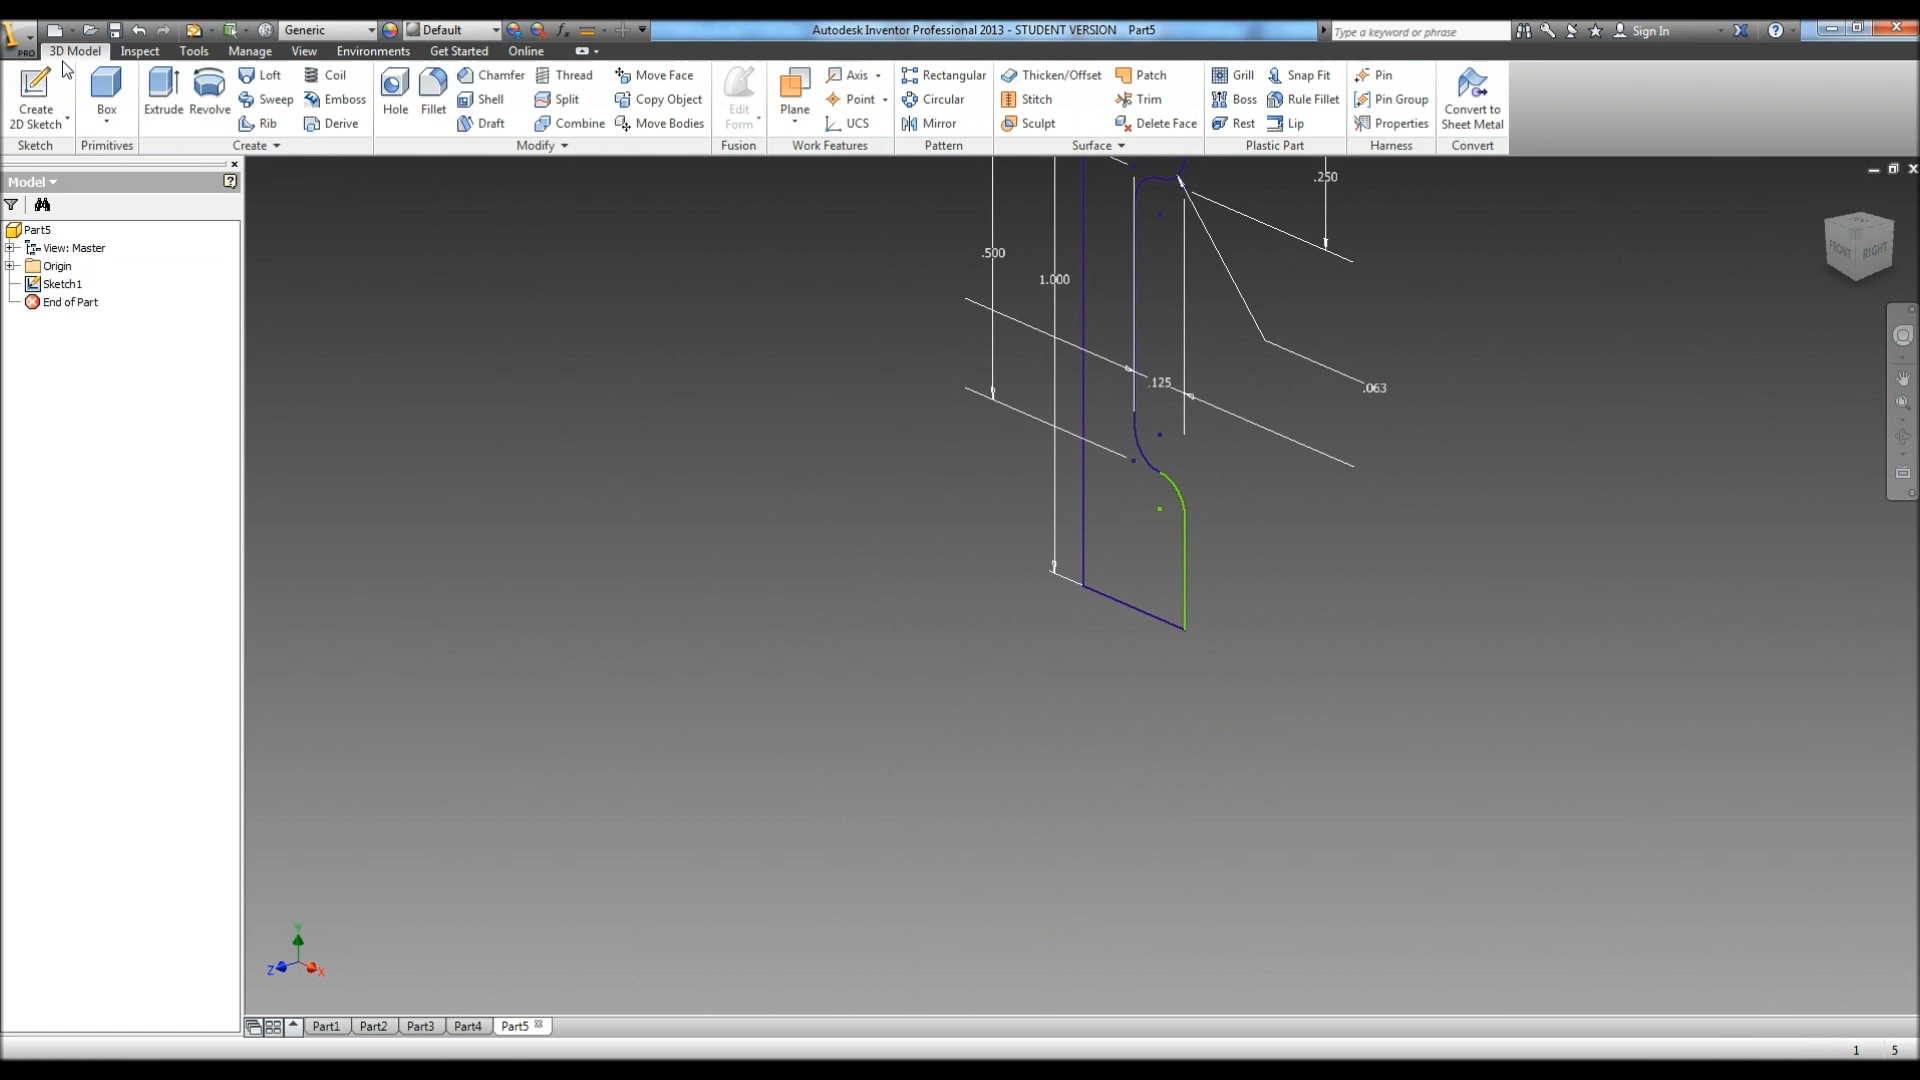 Generic
Default
Autodesk Inventor Professional 2013 - STUDENT VERSION Part5
Type a keyword or phrase
Sign In
PRO
3D Model
Inspect
Tools
Manage
View
Environments
Get Started
Online
Create
2D Sketch
Box
Extrude
Revolve
Loft
Sweep
Rib
Coil
Emboss
Derive
Hole
Fillet
Chamfer
Shell
Draft
Thread
Split
Combine
Move Face
Copy Object
Move Bodies
Edit
Form
Plane
Axis
Point
UCS
Rectangular
Circular
Mirror
Thicken/Offset
Stitch
Sculpt
Patch
Trim
Delete Face
Grill
Boss
Rest
Snap Fit
Rule Fillet
Lip
Pin
Pin Group
Properties
Convert to
Sheet Metal
Sketch
Primitives
Create
Modify
Fusion
Work Features
Pattern
Surface
Plastic Part
Harness
Convert
Model
Part5
View: Master
Origin
Sketch1
End of Part
.250
.500
1.000
.125
.063
FRONT
RIGHT
Y
Z
X
Part1
Part2
Part3
Part4
Part5
1
5